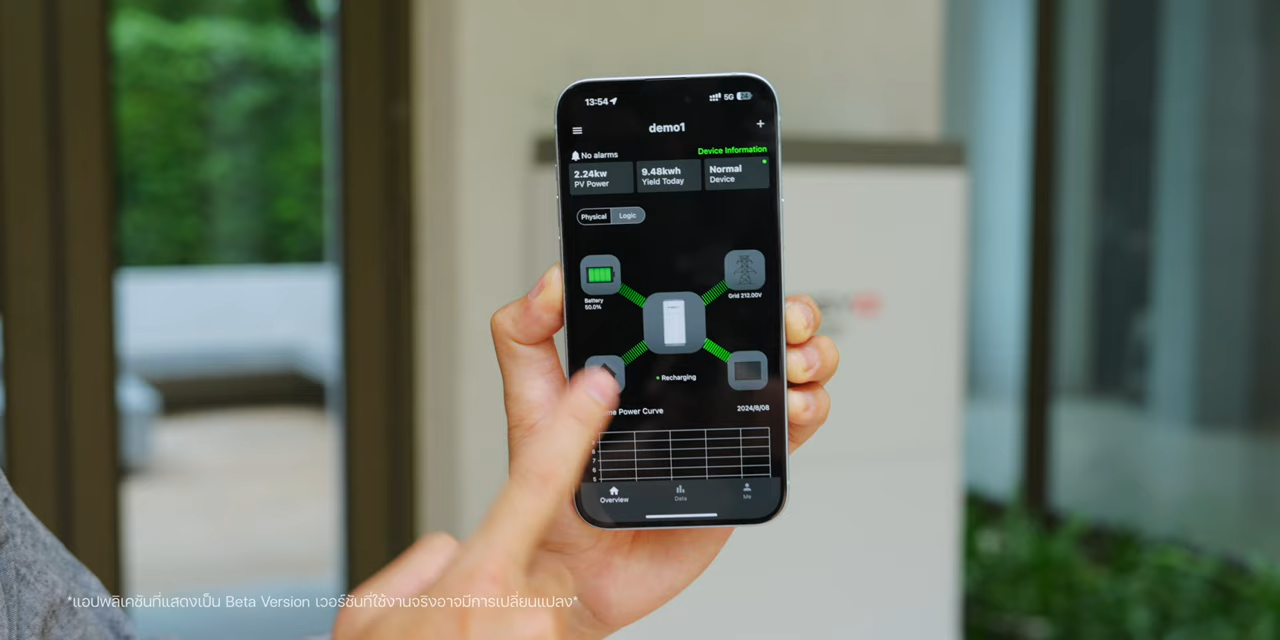 13:54
5G 24
demo1
+
No alarms
Device Information
2.24kw
PV Power
9.48kwh
Yield Today
Normal
Device
Physical
Logic
Battery
50.0%
Grid 212.00V
Recharging
Power Curve
2024/8/08
7
6
5
Overview
Data
Me
*แอปพลิเคชันที่แสดงเป็น Beta Version เวอร์ชันที่ใช้งานจริงอาจมีการเปลี่ยนแปลง*